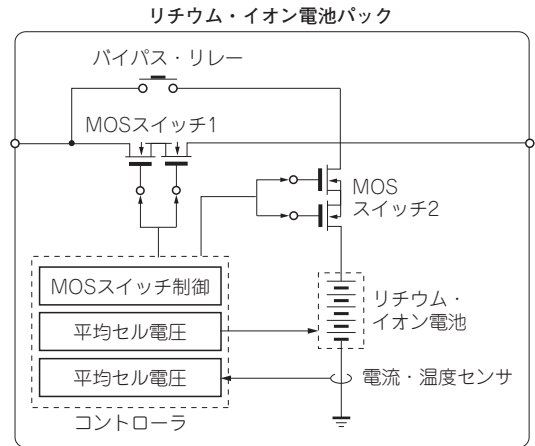 リチウム・イオン電池パック
バイパス・リレー
MOSスイッチ1
MOS
スイッチ2
MOSスイッチ制御
平均セル電圧
平均セル電圧
コントローラ
リチウム・
イオン電池
電流・温度センサ